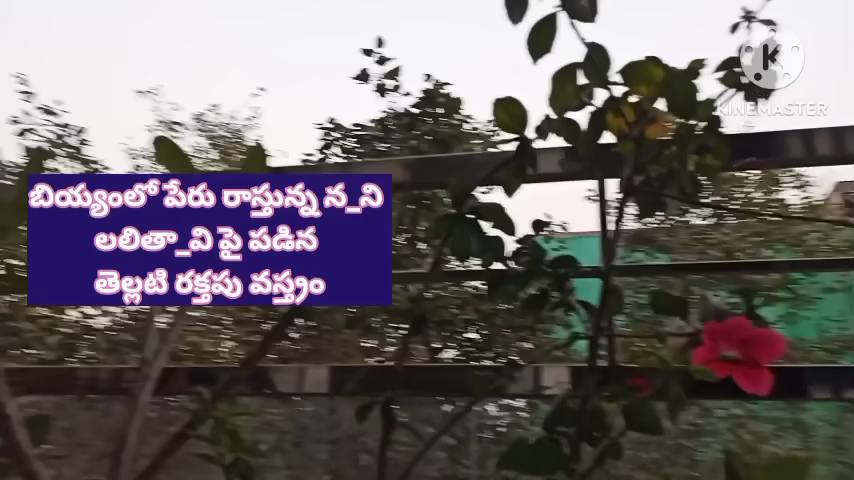 KINEMASTER
బియ్యంలో పేరు రాస్తున్న న_ని
లలితా_వి పై పడిన
తెల్లటి రక్తపు వస్త్రం